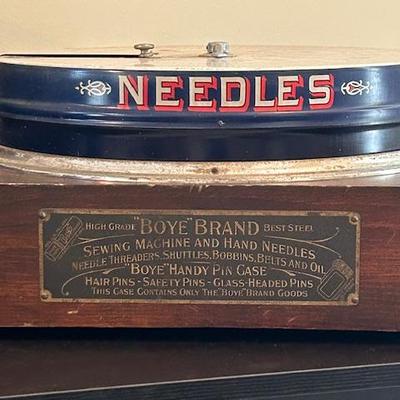 NEEDLES
HIGH GRADE "BOYE" BRAND BEST STEEL
SEWING MACHINE AND HAND NEEDLES
NEEDLE THREADERS, SHUTTLES, BOBBINS, BELTS AND OIL
"BOYE" HANDY PIN CASE
HAIR PINS - SAFETY PINS - GLASS-HEADED PINS
THIS CASE CONTAINS ONLY THE "BOYE" BRAND GOODS